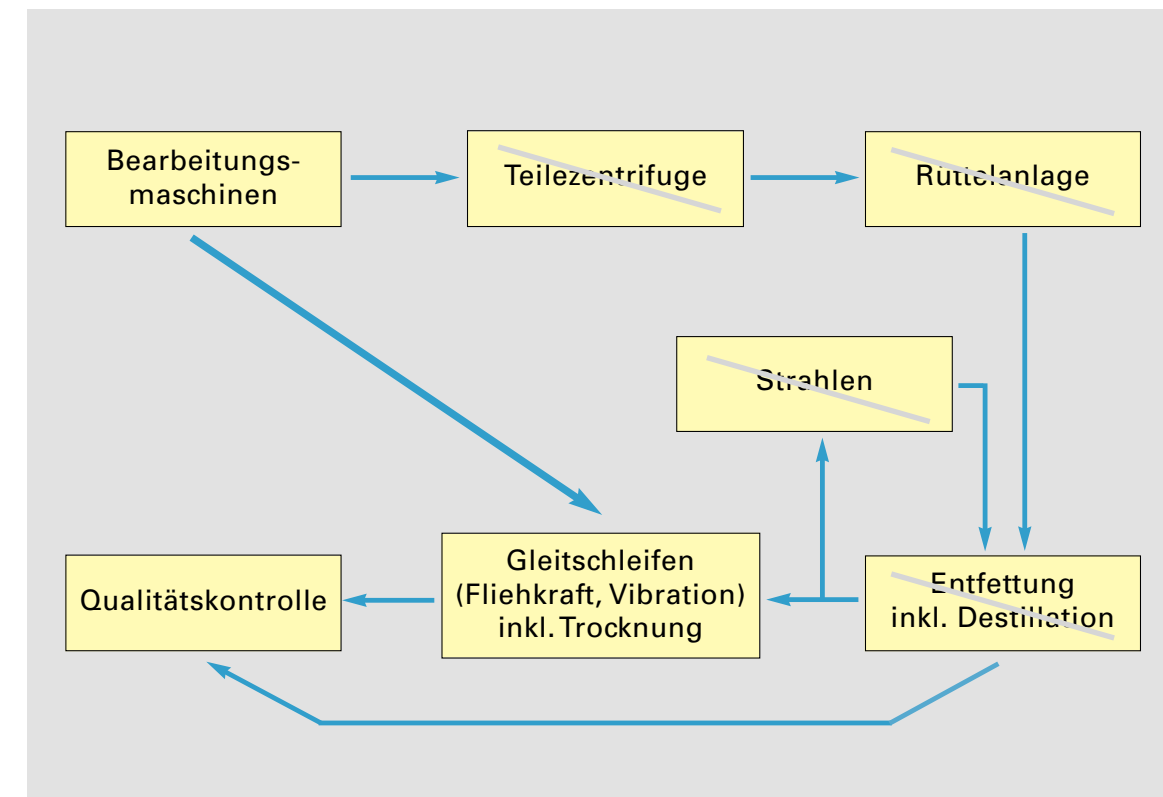 Bearbeitungs-
maschinen
Teilezentrifuge
Rüttelanlage
Strahlen
Gleitschleifen
(Fliehkraft, Vibration)
inkl. Trocknung
Qualitätskontrolle
Entfettung
inkl. Destillation